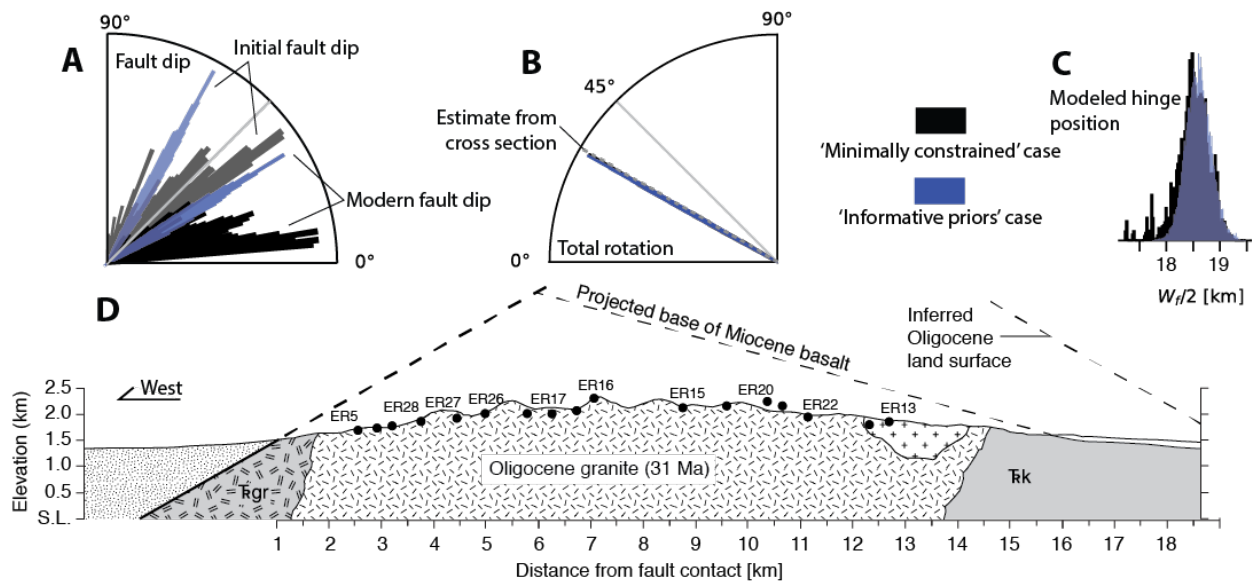 A
90°
Fault dip
Initial fault dip
Modern fault dip
0°
B
90°
45°
Estimate from
cross section
0°
Total rotation
'Minimally constrained' case
'Informative priors' case
C
Modeled hinge
position
18 19
Wf/2 [km]
D
Projected base of Miocene basalt
Inferred
Oligocene
land surface
West
Elevation (km)
2.5
2.0
1.5
1.0
0.5
S.L.
ER5
ER28
ER27
ER26
ER17
ER16
ER15
ER20
ER22
ER13
Oligocene granite (31 Ma)
Ꞧgr
Ꞧk
1 2 3 4 5 6 7 8 9 10 11 12 13 14 15 16 17 18
Distance from fault contact [km]